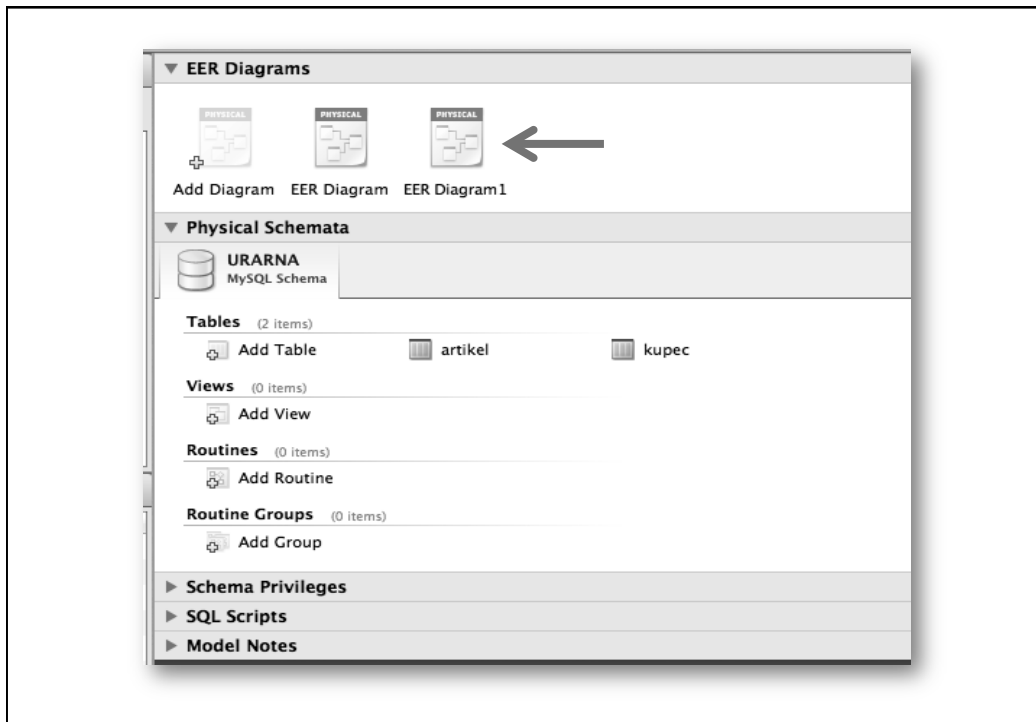 EER Diagrams
PHYSICAL PHYSICAL PHYSICAL
Add Diagram EER Diagram EER Diagram1
Physical Schemata
URARNA
MySQL Schema
Tables (2 items)
Add Table artikel kupec
Views (0 items)
Add View
Routines (0 items)
Add Routine
Routine Groups (0 items)
Add Group
Schema Privileges
SQL Scripts
Model Notes